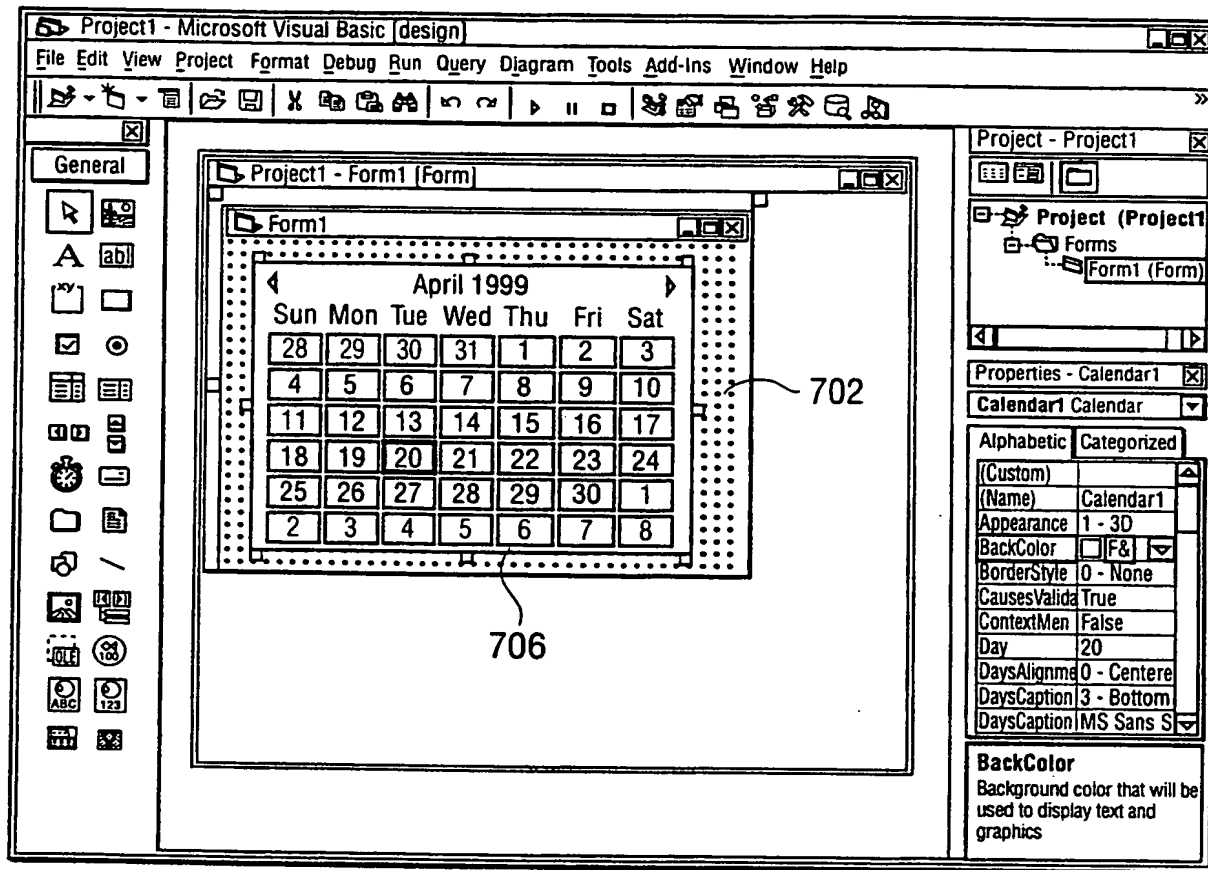 Project1 - Microsoft Visual Basic [design]
File Edit View Project Format Debug Run Query Diagram Tools Add-Ins Window Help
General
A
ab|
xy
OLE
100
ABC
123
Project1 - Form1 [Form]
Form1
April 1999
Sun Mon Tue Wed Thu Fri Sat
28 29 30 31 1 2 3
4 5 6 7 8 9 10
11 12 13 14 15 16 17
18 19 20 21 22 23 24
25 26 27 28 29 30 1
2 3 4 5 6 7 8
702
706
Project - Project1
Project (Project1
Forms
Form1 (Form)
Properties - Calendar1
Calendar1 Calendar
Alphabetic Categorized
(Custom)
(Name) Calendar1
Appearance 1 - 3D
BackColor F&
BorderStyle 0 - None
CausesValida True
ContextMen False
Day 20
DaysAlignme 0 - Centere
DaysCaption 3 - Bottom
DaysCaption MS Sans S
BackColor
Background color that will be
used to display text and
graphics